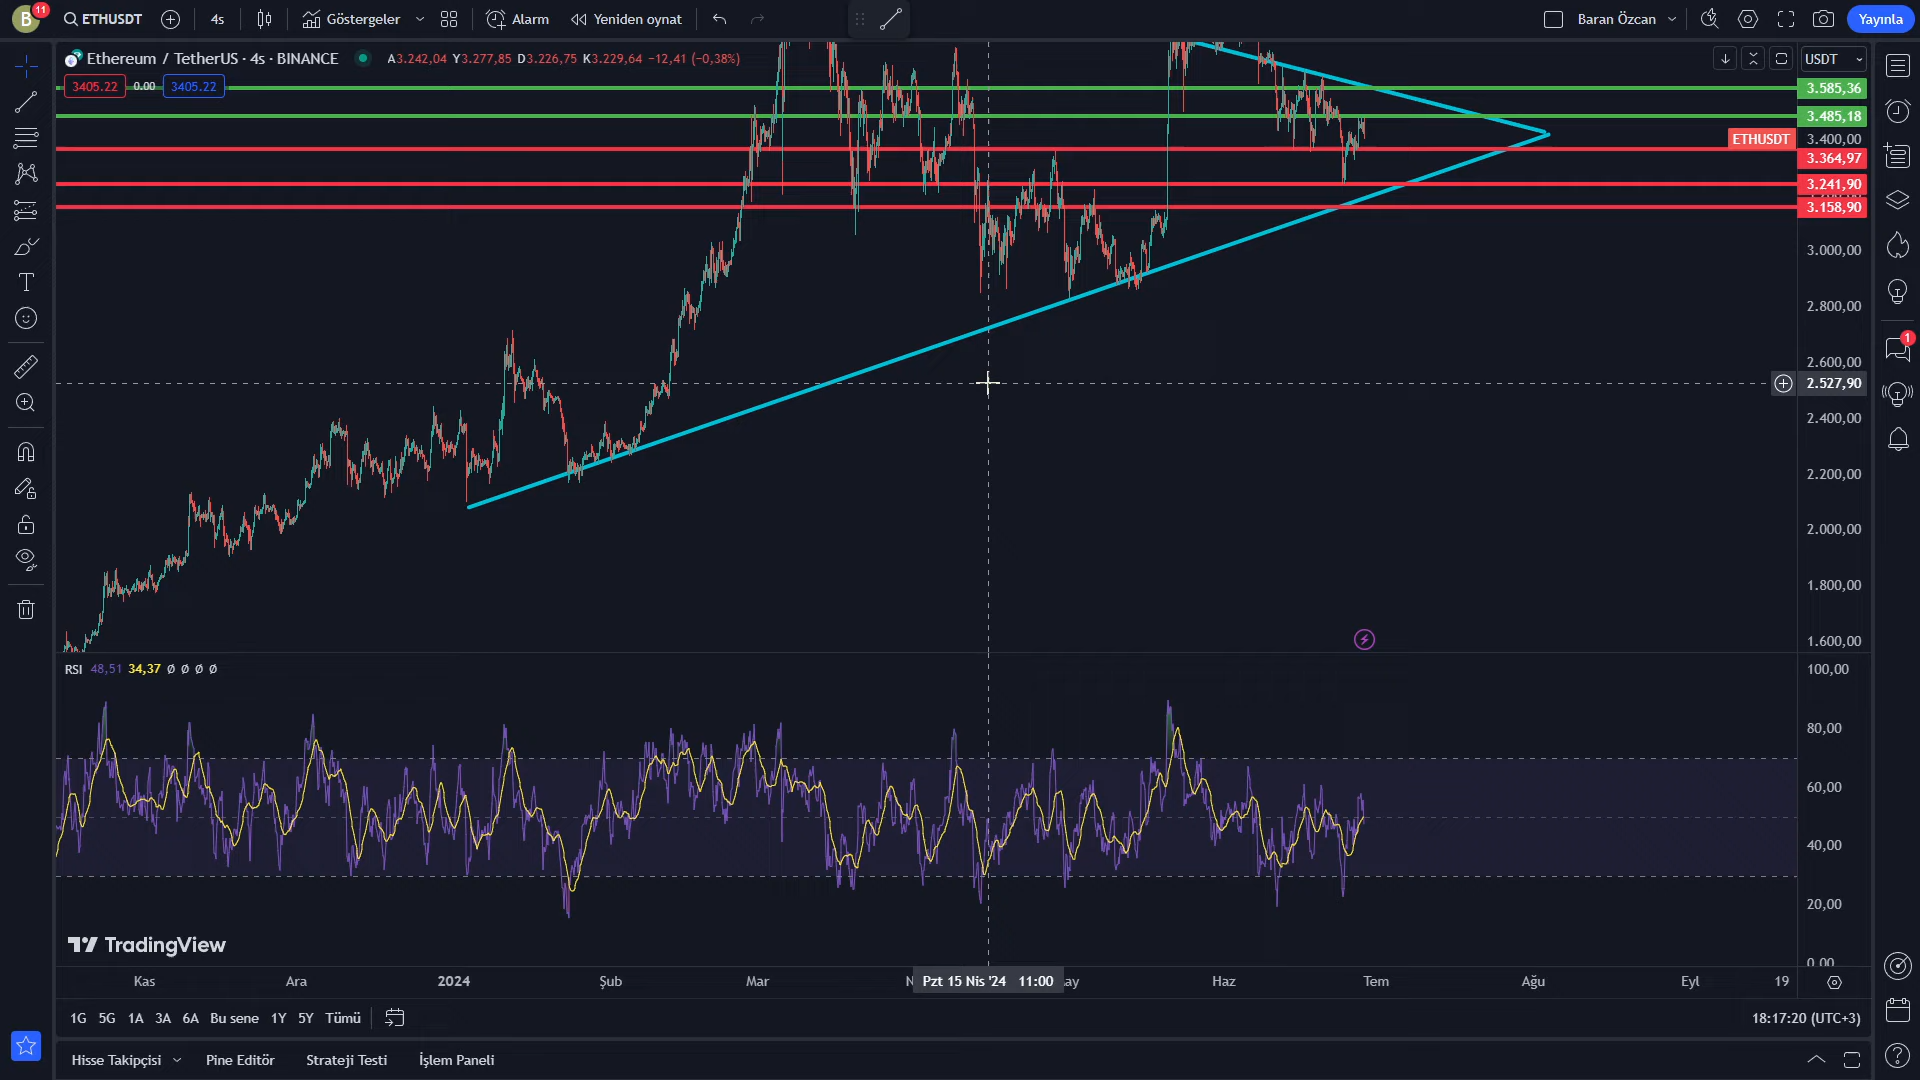 B 11 ETHUSDT 4s Göstergeler Alarm Yeniden oynat Baran Özcan Yayınla
Ethereum / TetherUS · 4s · BINANCE A3.242,04 Y3.277,85 D3.226,75 K3.229,64 −12,41 (−0,38%) USDT
3405.22 0.00 3405.22
3.585,36
3.485,18
ETHUSDT 3.400,00
3.364,97
3.241,90
3.158,90
3.000,00
2.800,00
1
2.600,00
2.527,90
2.400,00
2.200,00
2.000,00
1.800,00
1.600,00
RSI 48,51 34,37 Ø Ø Ø Ø 100,00
80,00
60,00
40,00
20,00
TradingView
0,00
Kas Ara 2024 Şub Mar Pzt 15 Nis '24 11:00 ay Haz Tem Ağu Eyl 19
1G 5G 1A 3A 6A Bu sene 1Y 5Y Tümü 18:17:20 (UTC+3)
Hisse Takipçisi Pine Editör Strateji Testi İşlem Paneli